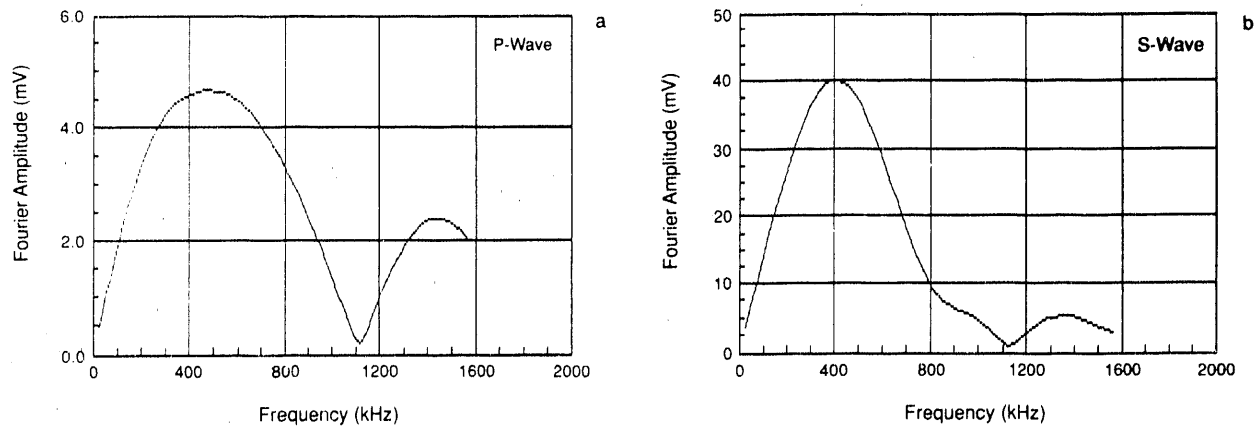 a
P-Wave
Fourier Amplitude (mV)
6.0
4.0
2.0
0.0
0 400 800 1200 1600 2000
Frequency (kHz)
b
S-Wave
Fourier Amplitude (mV)
50
40
30
20
10
0
0 400 800 1200 1600 2000
Frequency (kHz)